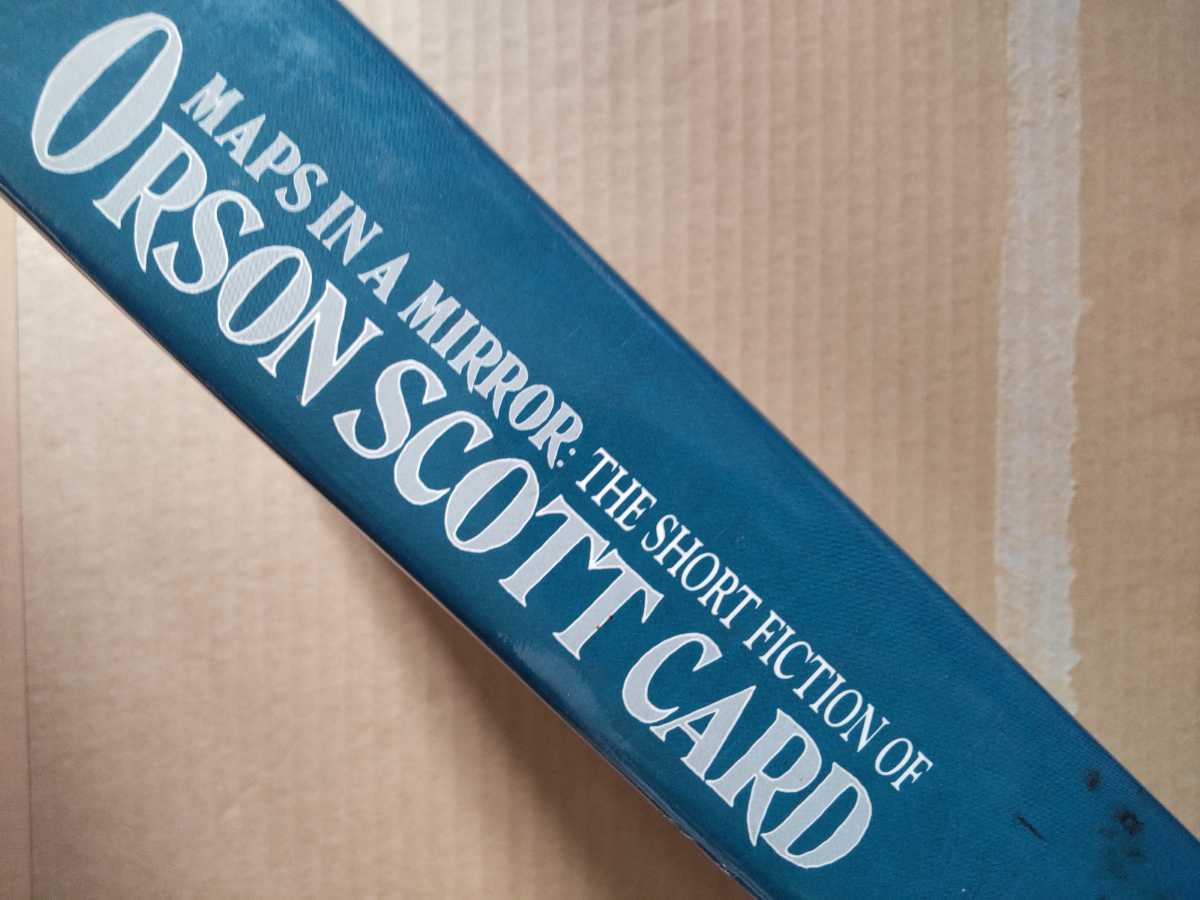 MAPS IN A MIRROR: THE SHORT FICTION OF
ORSON SCOTT CARD